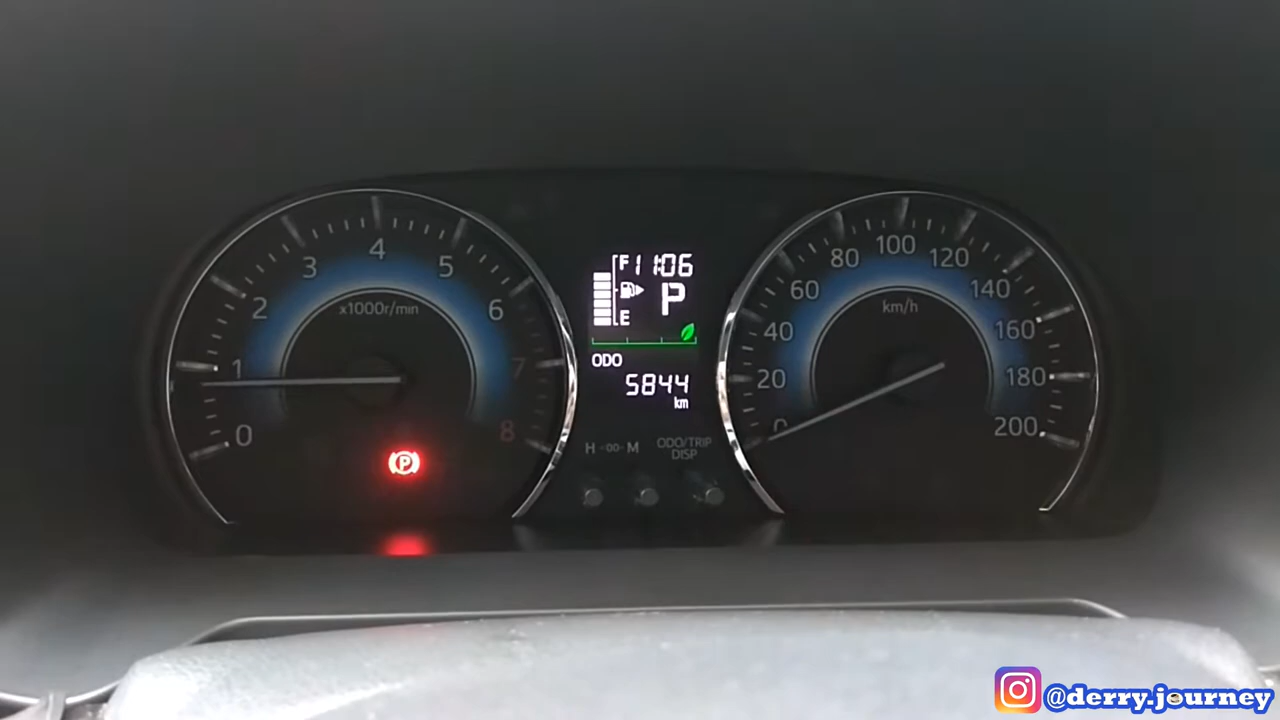 0
1
2
3
4
5
6
7
8
x1000r/min
P
F 11:06
P
E
ODO
5844
km
H -00- M
ODO/TRIP
DISP
0
20
40
60
80
100
120
140
160
180
200
km/h
@derry.journey